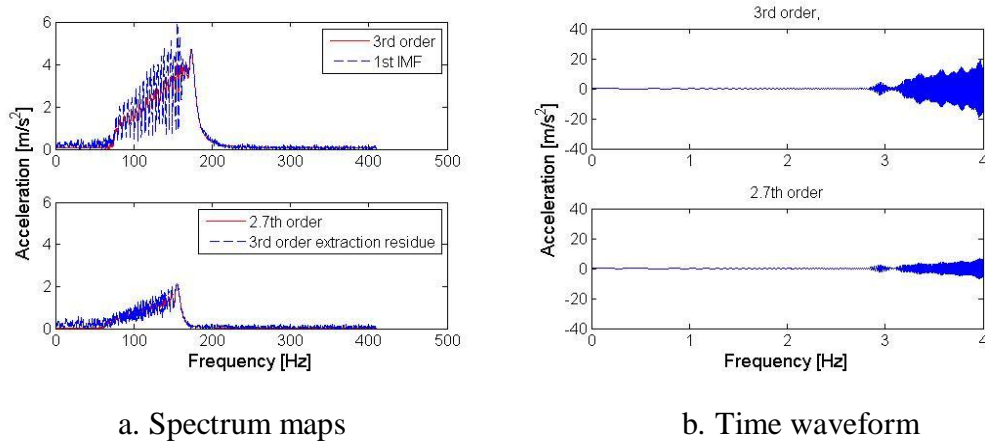 6
4
2
0
0 100 200 300 400 500
3rd order
1st IMF
6
4
2
0
0 100 200 300 400 500
2.7th order
3rd order extraction residue
Acceleration [m/s²]
Frequency [Hz]
a. Spectrum maps
3rd order,
40
20
0
-20
-40
0 1 2 3 4
2.7th order
40
20
0
-20
-40
0 1 2 3 4
Acceleration [m/s²]
Frequency [Hz]
b. Time waveform